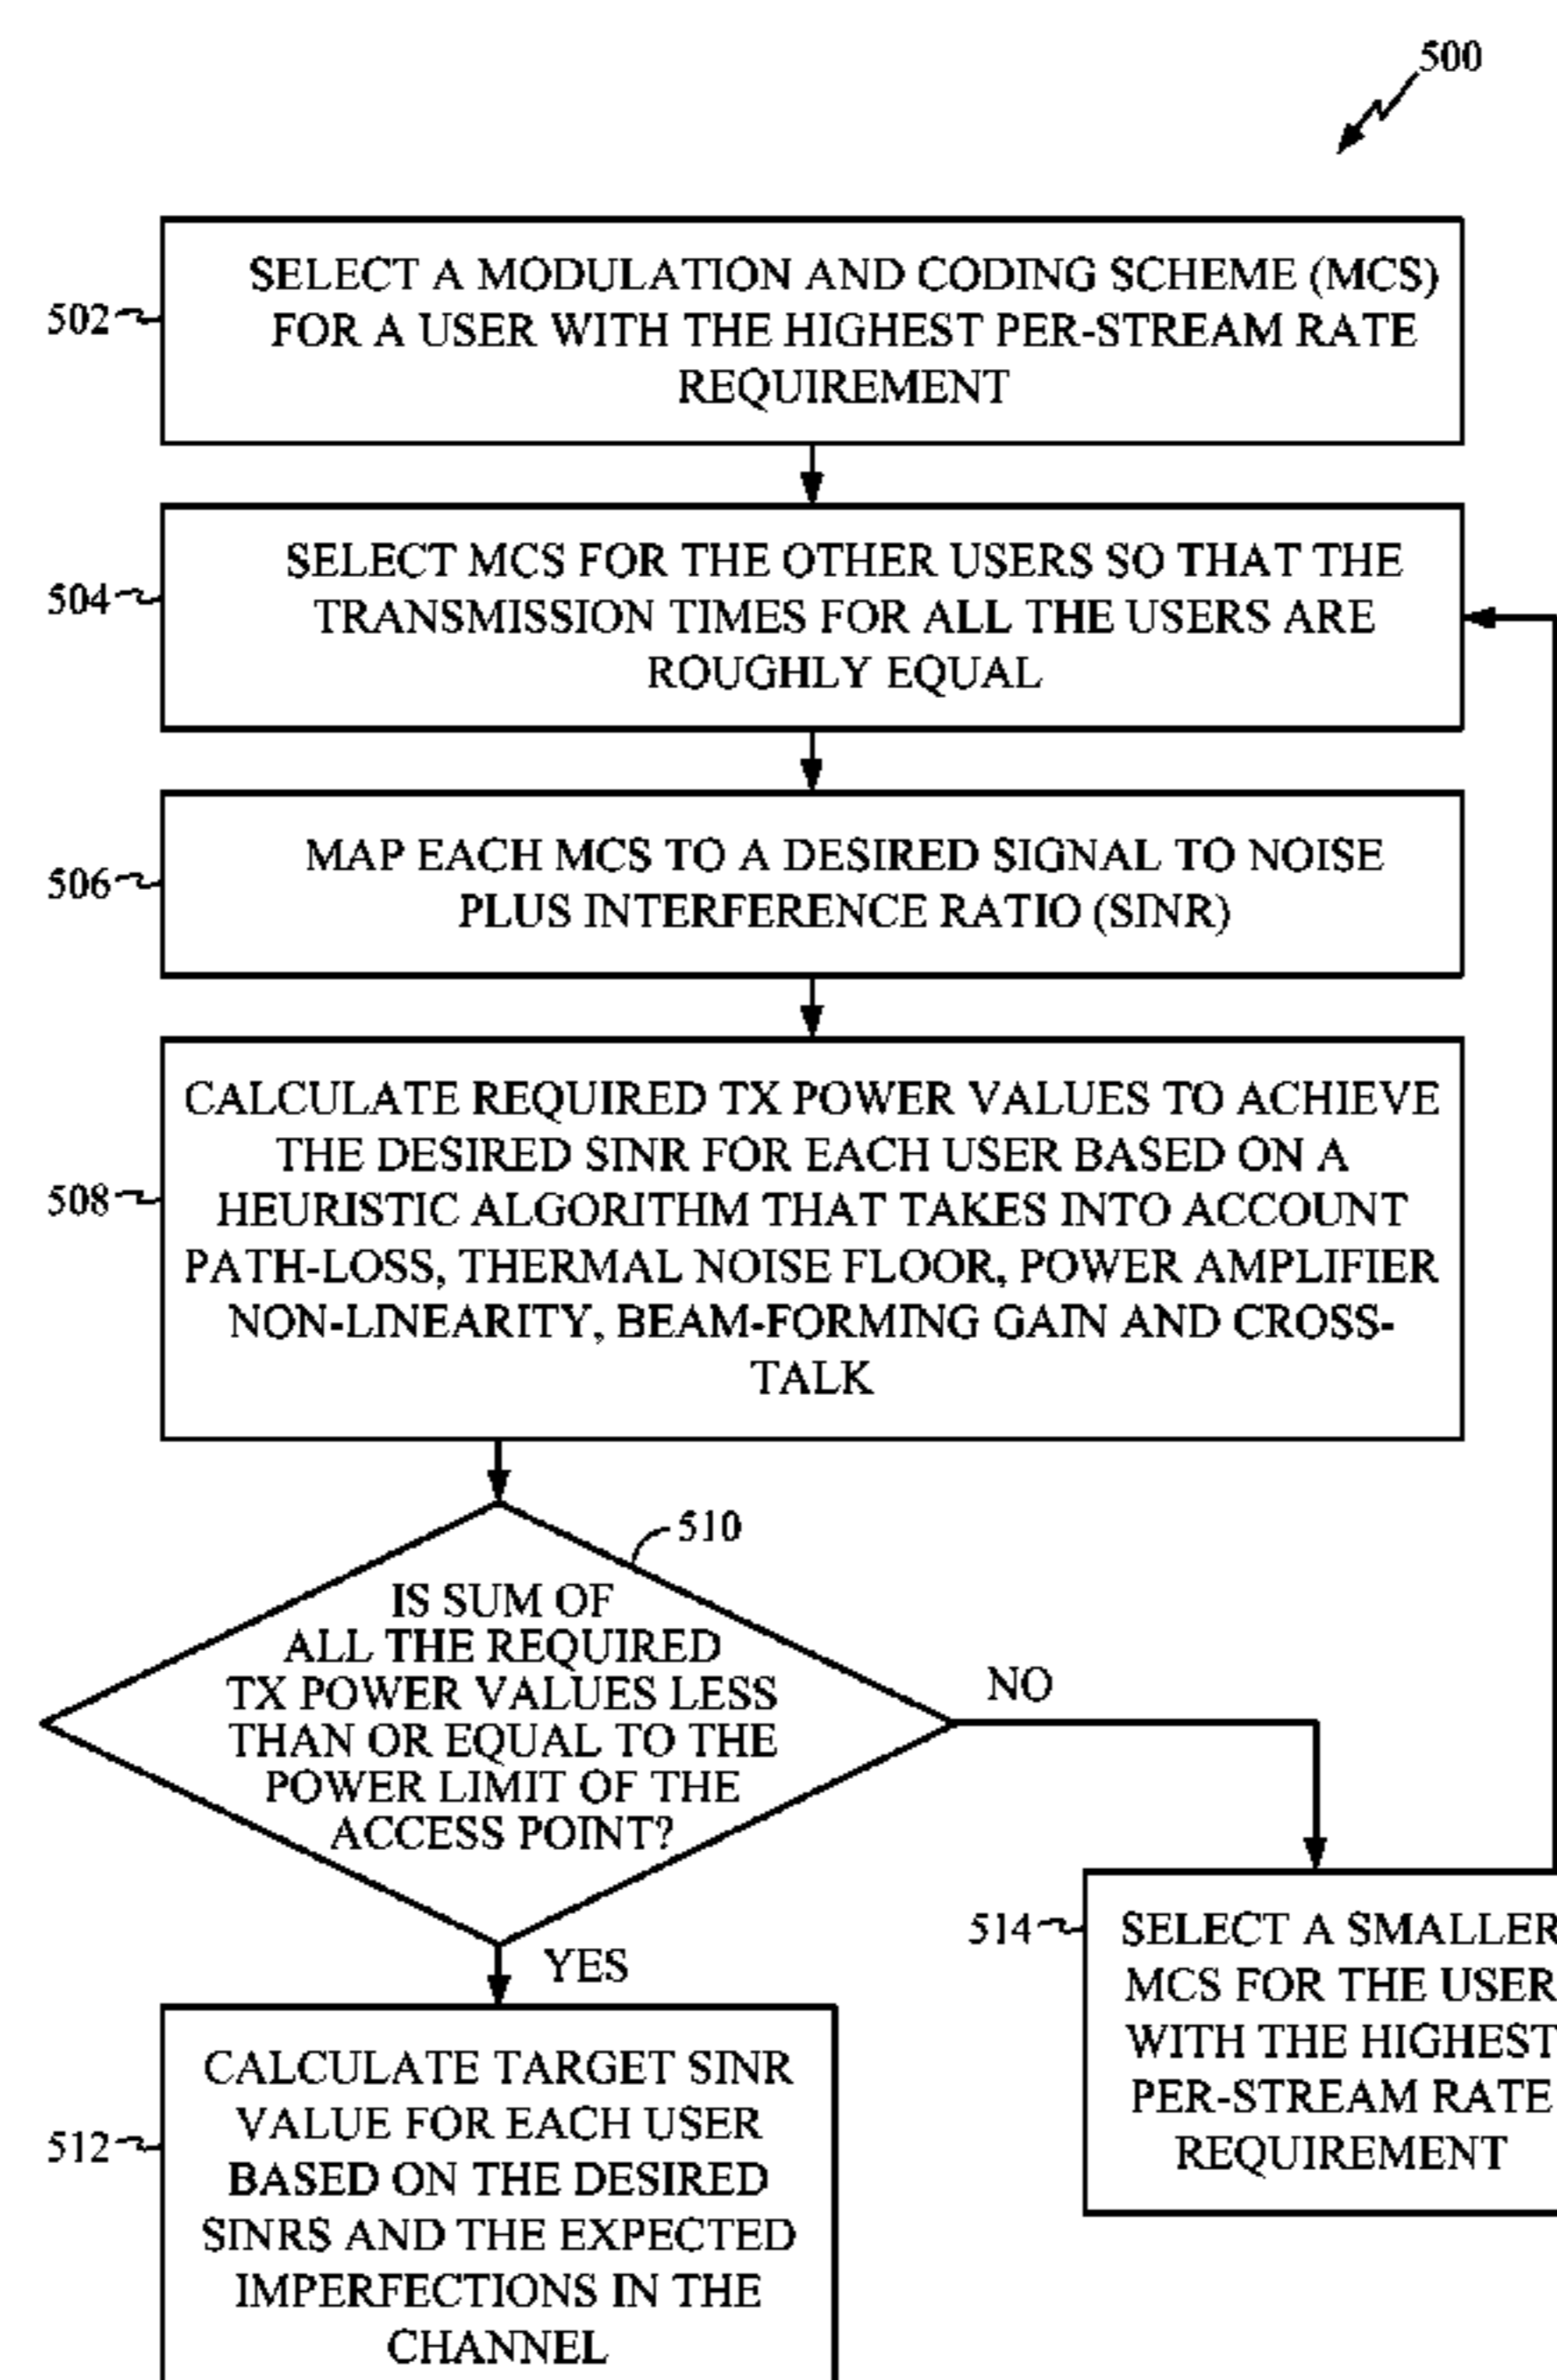 500
SELECT A MODULATION AND CODING SCHEME (MCS)
FOR A USER WITH THE HIGHEST PER-STREAM RATE
REQUIREMENT
502
SELECT MCS FOR THE OTHER USERS SO THAT THE
TRANSMISSION TIMES FOR ALL THE USERS ARE
ROUGHLY EQUAL
504
MAP EACH MCS TO A DESIRED SIGNAL TO NOISE
PLUS INTERFERENCE RATIO (SINR)
506
CALCULATE REQUIRED TX POWER VALUES TO ACHIEVE
THE DESIRED SINR FOR EACH USER BASED ON A
HEURISTIC ALGORITHM THAT TAKES INTO ACCOUNT
PATH-LOSS, THERMAL NOISE FLOOR, POWER AMPLIFIER
NON-LINEARITY, BEAM-FORMING GAIN AND CROSS-
TALK
508
510
IS SUM OF
ALL THE REQUIRED
TX POWER VALUES LESS
THAN OR EQUAL TO THE
POWER LIMIT OF THE
ACCESS POINT?
NO
YES
514
SELECT A SMALLER
MCS FOR THE USER
WITH THE HIGHEST
PER-STREAM RATE
REQUIREMENT
CALCULATE TARGET SINR
VALUE FOR EACH USER
BASED ON THE DESIRED
SINRS AND THE EXPECTED
IMPERFECTIONS IN THE
CHANNEL
512